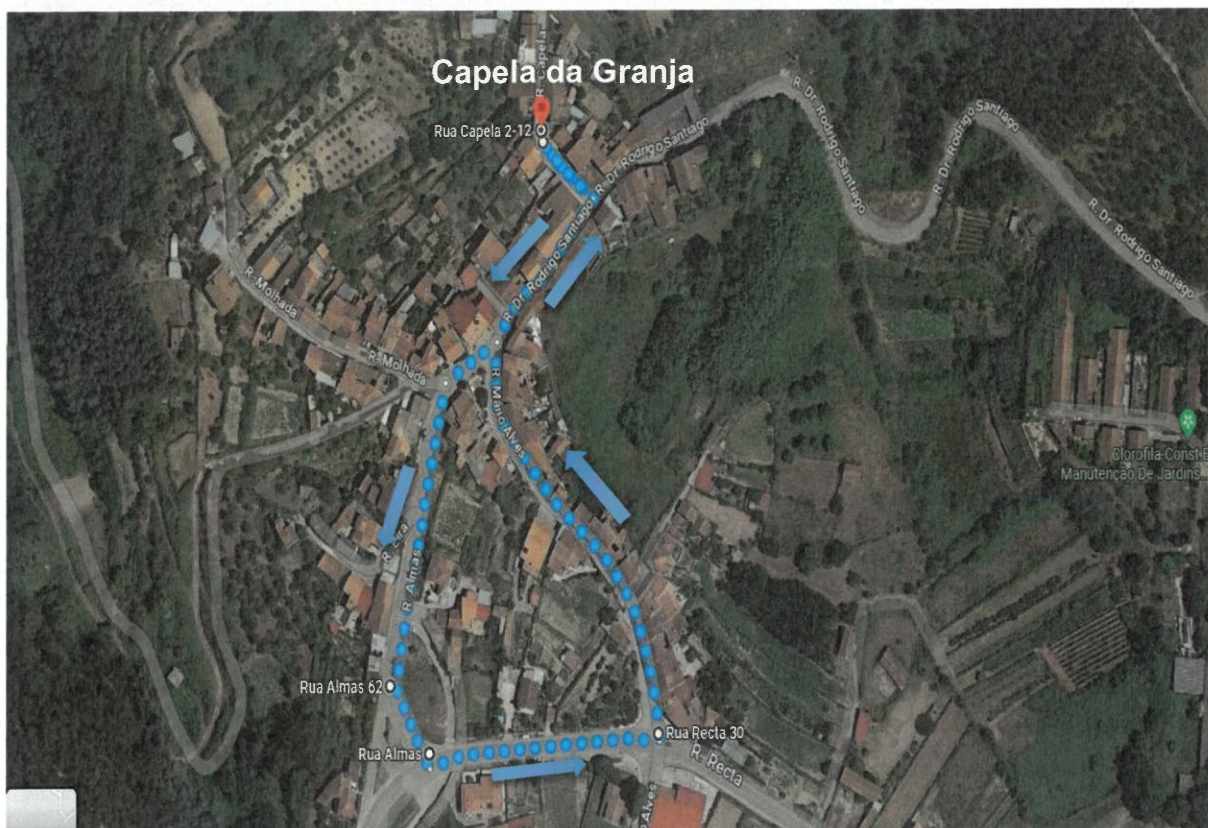 R. Capela
Capela da Granja
Rua Capela 2-12
R. Dr. Rodrigo Santiago
R. Dr. Rodrigo Santiago
R. Dr. Rodrigo Santiago
R. Dr. Rodrigo Santiago
R. Dr. Rodrigo Santiago
R. Molhada
R. Molhada
R. Mário Alves
Clorofila-Const E
Manutenção De Jardins...
R. Eira
R. Almas
Rua Almas 62
Rua Almas
Rua Recta 30
R. Recta
o Alves